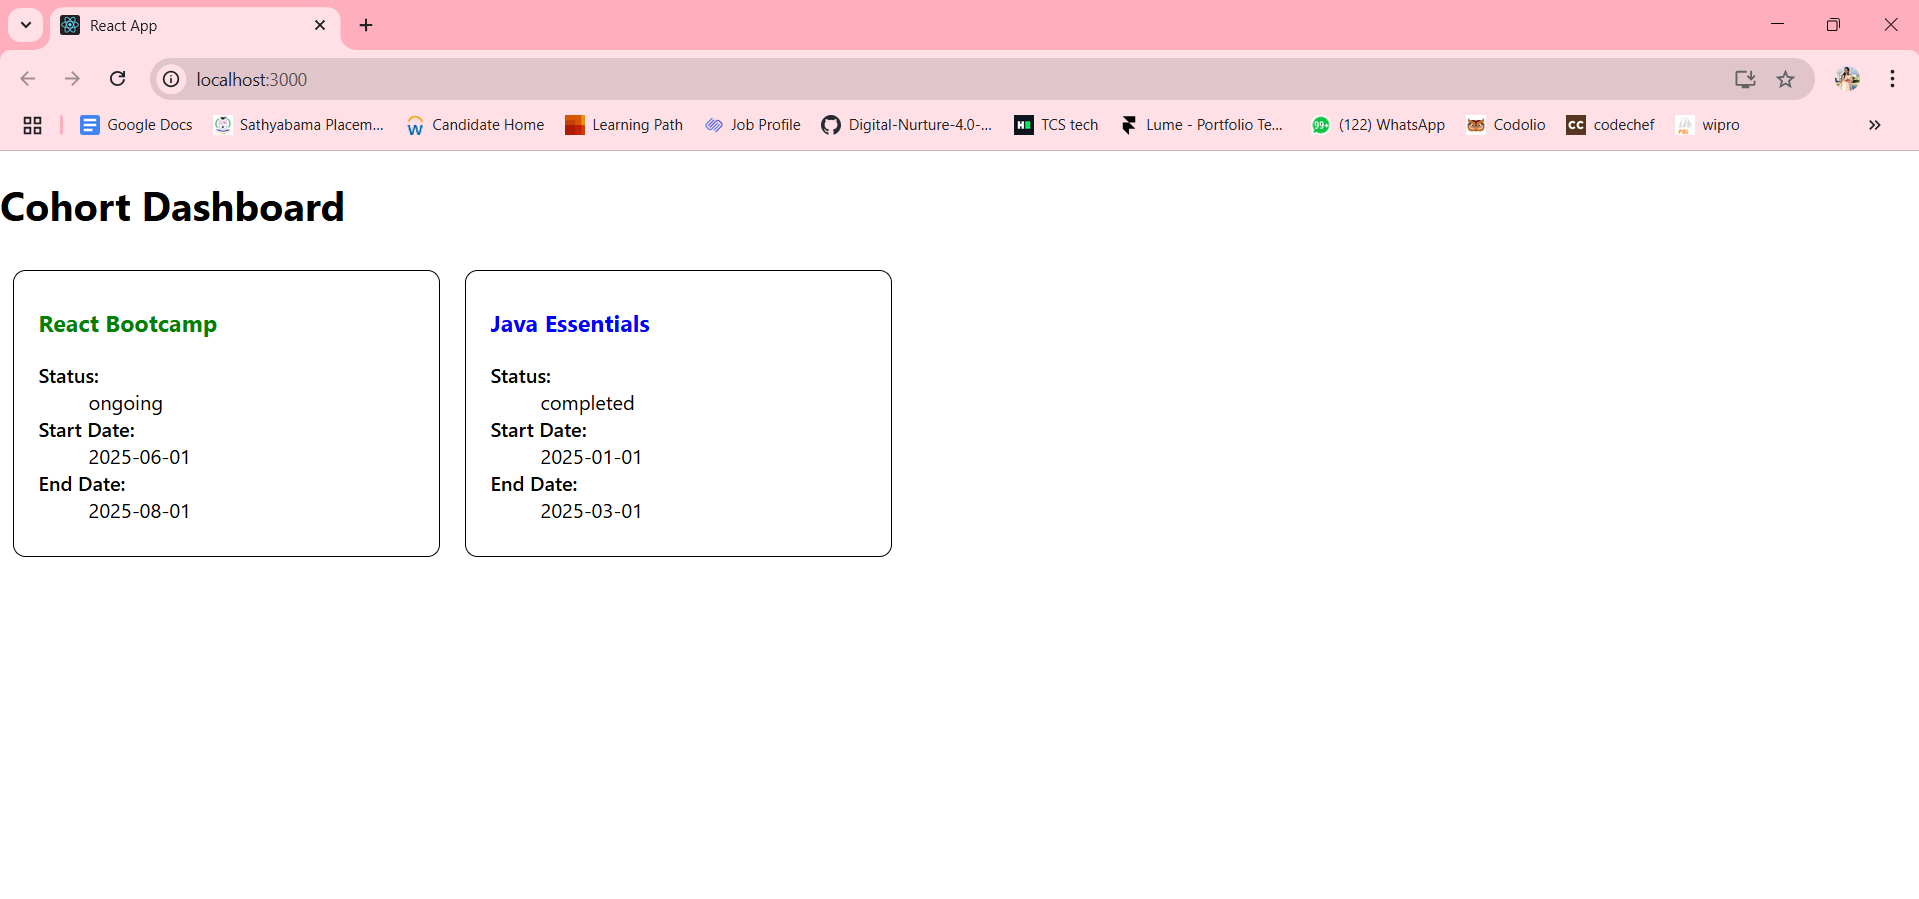 React App
localhost:3000
Google Docs Sathyabama Placem... Candidate Home Learning Path Job Profile Digital-Nurture-4.0-... H TCS tech Lume - Portfolio Te... 99+ (122) WhatsApp Codolio CC codechef wipro
Cohort Dashboard
React Bootcamp
Status:
ongoing
Start Date:
2025-06-01
End Date:
2025-08-01
Java Essentials
Status:
completed
Start Date:
2025-01-01
End Date:
2025-03-01